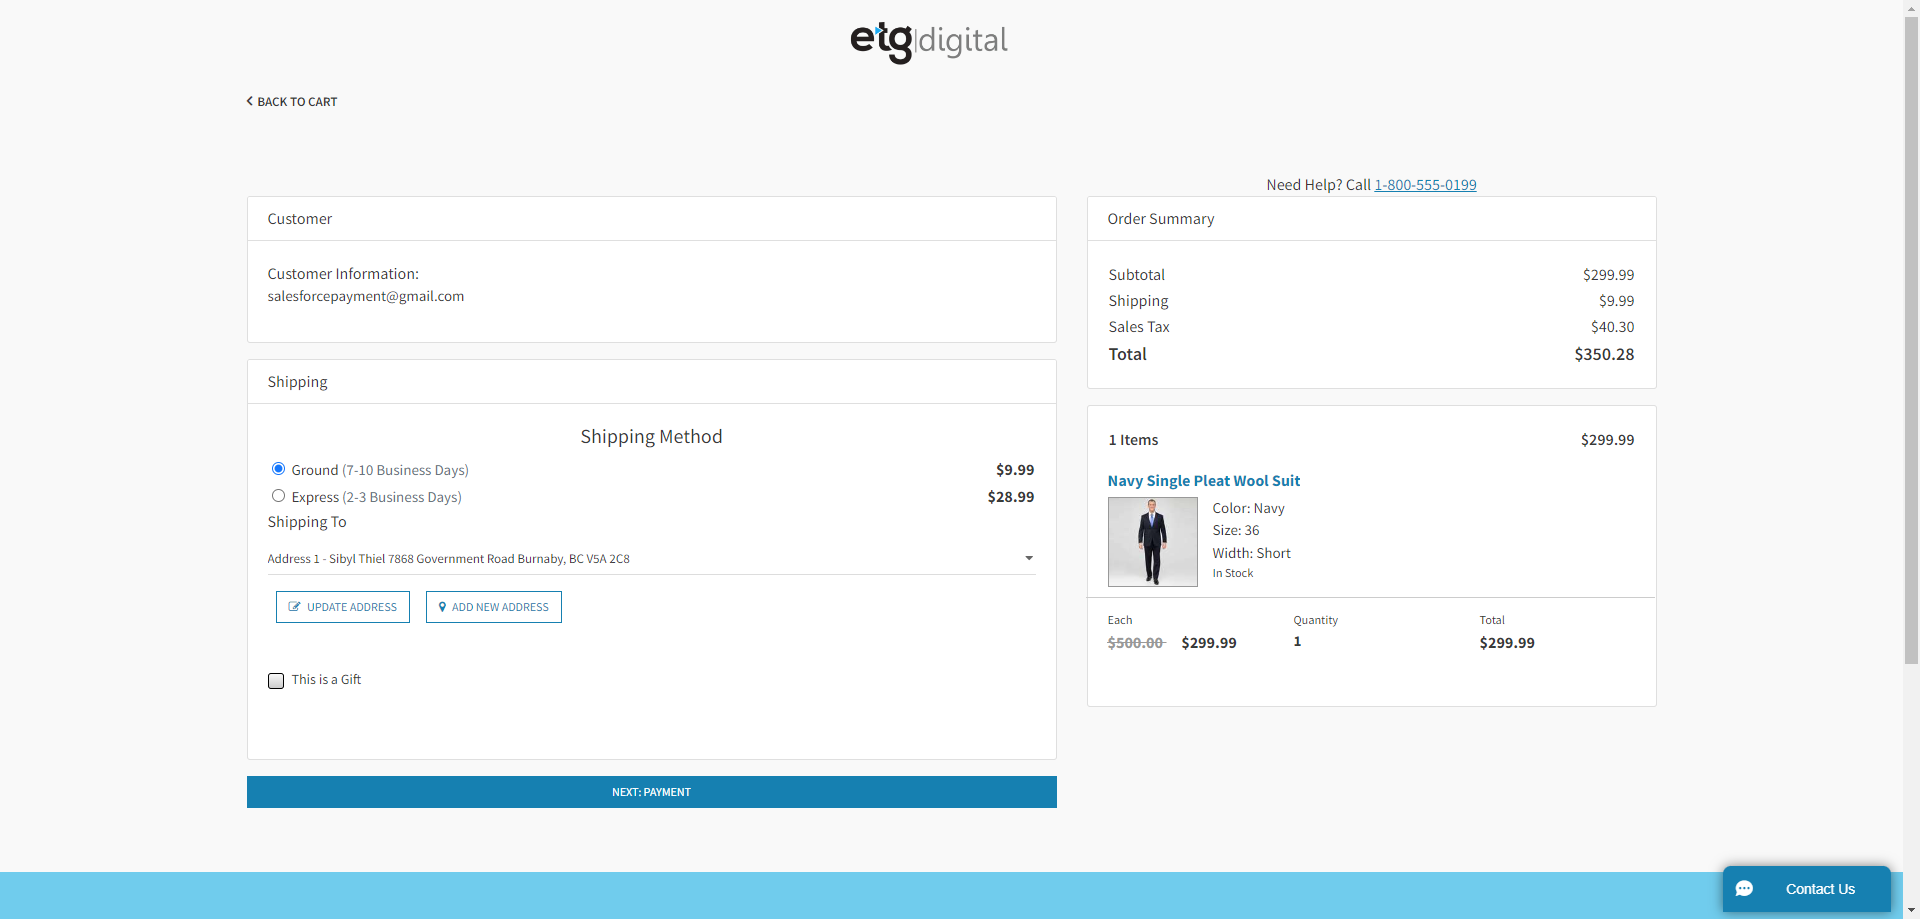 etg|digital
BACK TO CART
Need Help? Call 1-800-555-0199
Customer
Customer Information:
salesforcepayment@gmail.com
Shipping
Shipping Method
Ground (7-10 Business Days) $9.99
Express (2-3 Business Days) $28.99
Shipping To
Address 1 - Sibyl Thiel 7868 Government Road Burnaby, BC V5A 2C8
UPDATE ADDRESS ADD NEW ADDRESS
This is a Gift
NEXT: PAYMENT
Order Summary
Subtotal $299.99
Shipping $9.99
Sales Tax $40.30
Total $350.28
1 Items $299.99
Navy Single Pleat Wool Suit
Color: Navy
Size: 36
Width: Short
In Stock
Each Quantity Total
$500.00 $299.99 1 $299.99
Contact Us